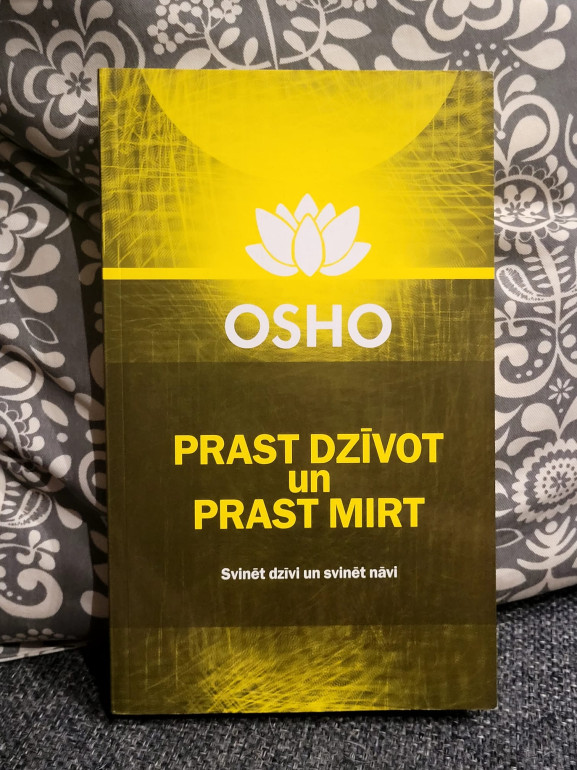 OSHO
PRAST DZĪVOT
un
PRAST MIRT
Svinēt dzīvi un svinēt nāvi